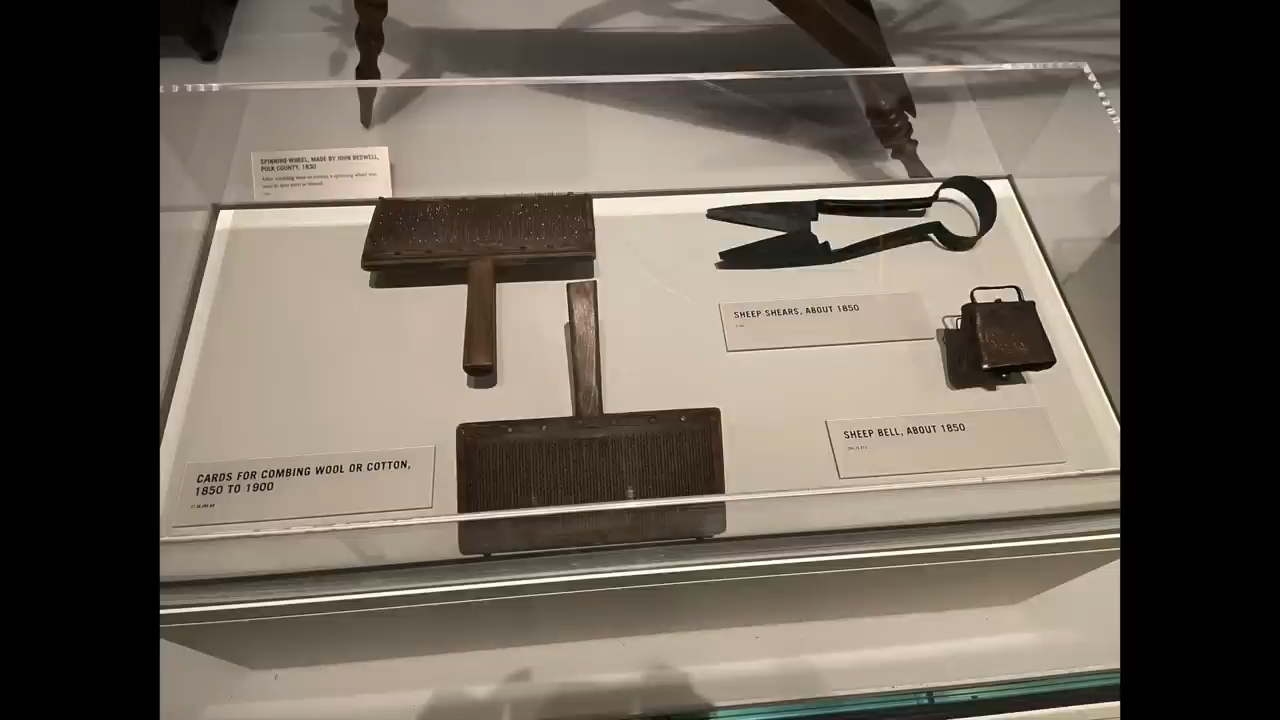 SPINNING WHEEL, MADE BY JOHN BEDWELL,
POLK COUNTY, 1830
SHEEP SHEARS, ABOUT 1850
SHEEP BELL, ABOUT 1850
CARDS FOR COMBING WOOL OR COTTON,
1850 TO 1900